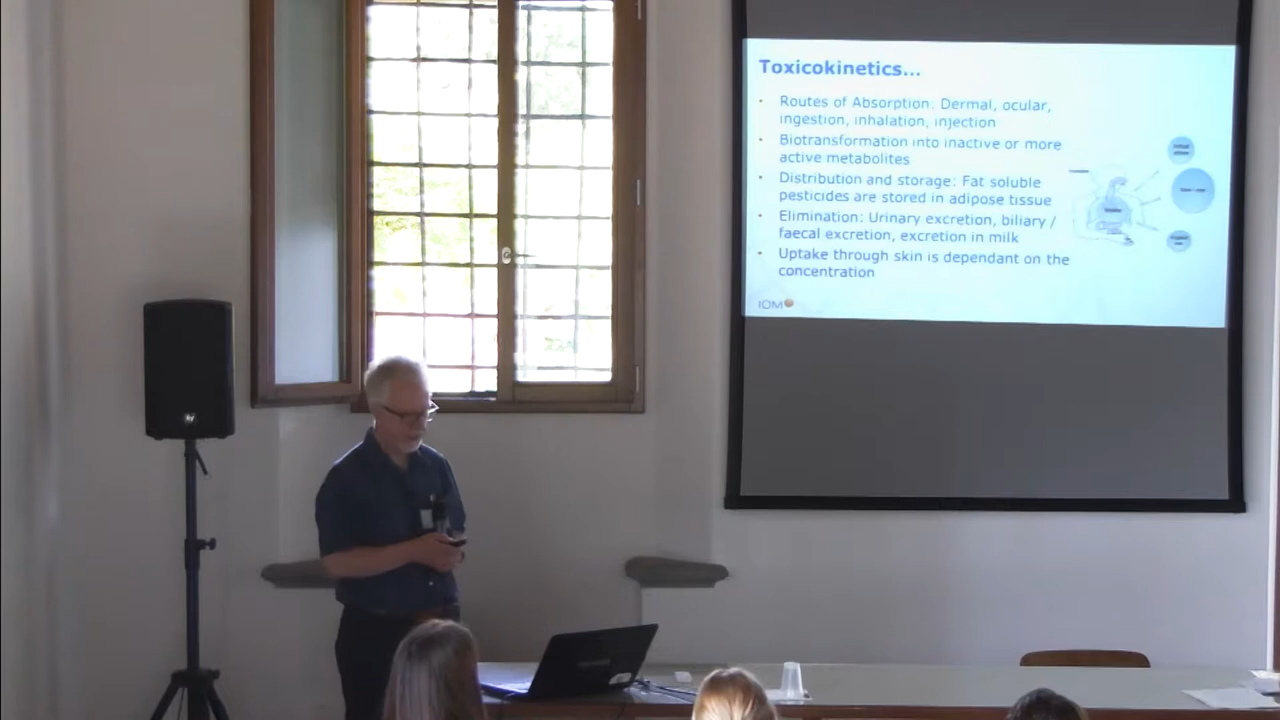 Toxicokinetics...
• Routes of Absorption: Dermal, ocular,
ingestion, inhalation, injection
• Biotransformation into inactive or more
active metabolites
• Distribution and storage: Fat soluble
pesticides are stored in adipose tissue
• Elimination: Urinary excretion, biliary /
faecal excretion, excretion in milk
• Uptake through skin is dependant on the
concentration
IOM